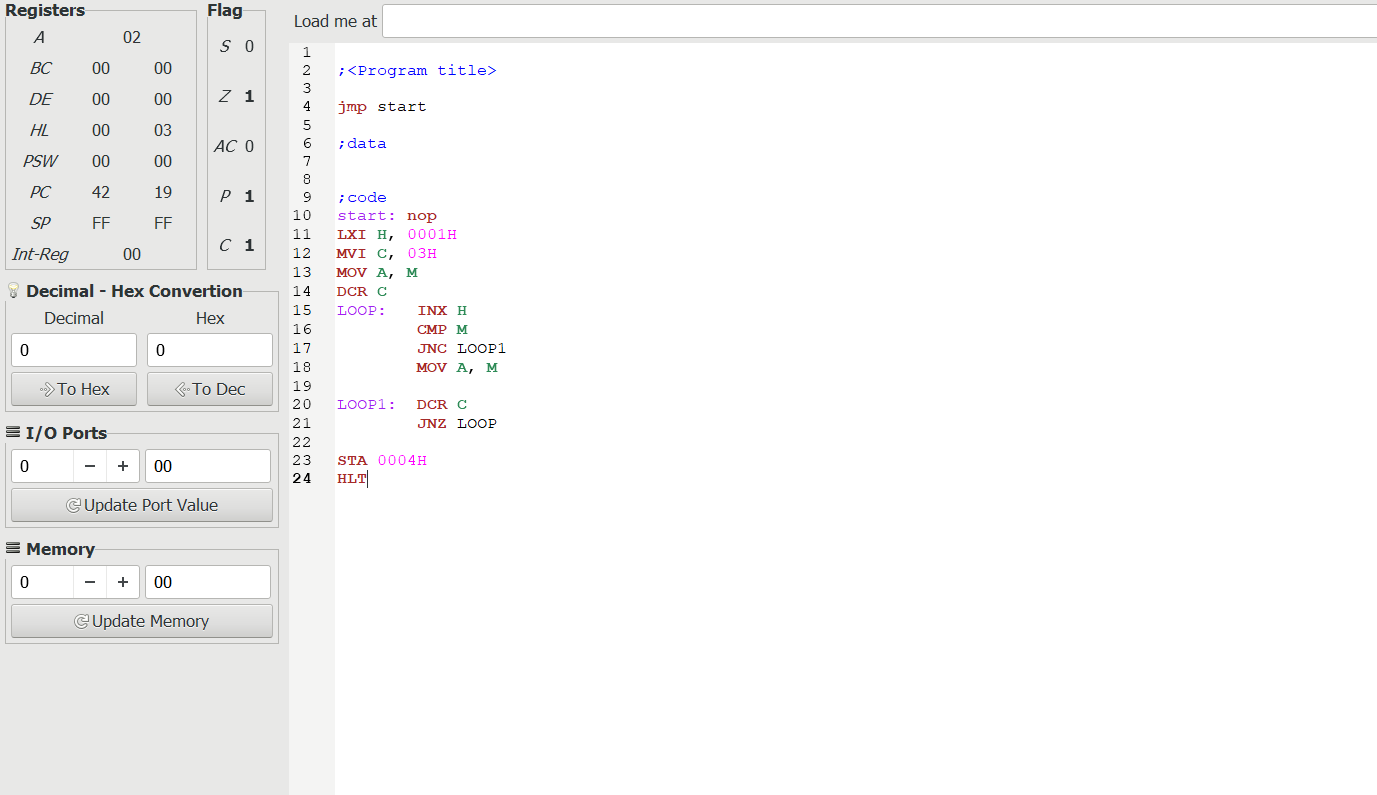 Registers
A 02
BC 00 00
DE 00 00
HL 00 03
PSW 00 00
PC 42 19
SP FF FF
Int-Reg 00
Flag
S 0
Z 1
AC 0
P 1
C 1
Decimal - Hex Convertion
Decimal Hex
0 0
To Hex To Dec
I/O Ports
0 − + 00
Update Port Value
Memory
0 − + 00
Update Memory
Load me at
1
2 ;<Program title>
3
4 jmp start
5
6 ;data
7
8
9 ;code
10 start: nop
11 LXI H, 0001H
12 MVI C, 03H
13 MOV A, M
14 DCR C
15 LOOP: INX H
16 CMP M
17 JNC LOOP1
18 MOV A, M
19
20 LOOP1: DCR C
21 JNZ LOOP
22
23 STA 0004H
24 HLT